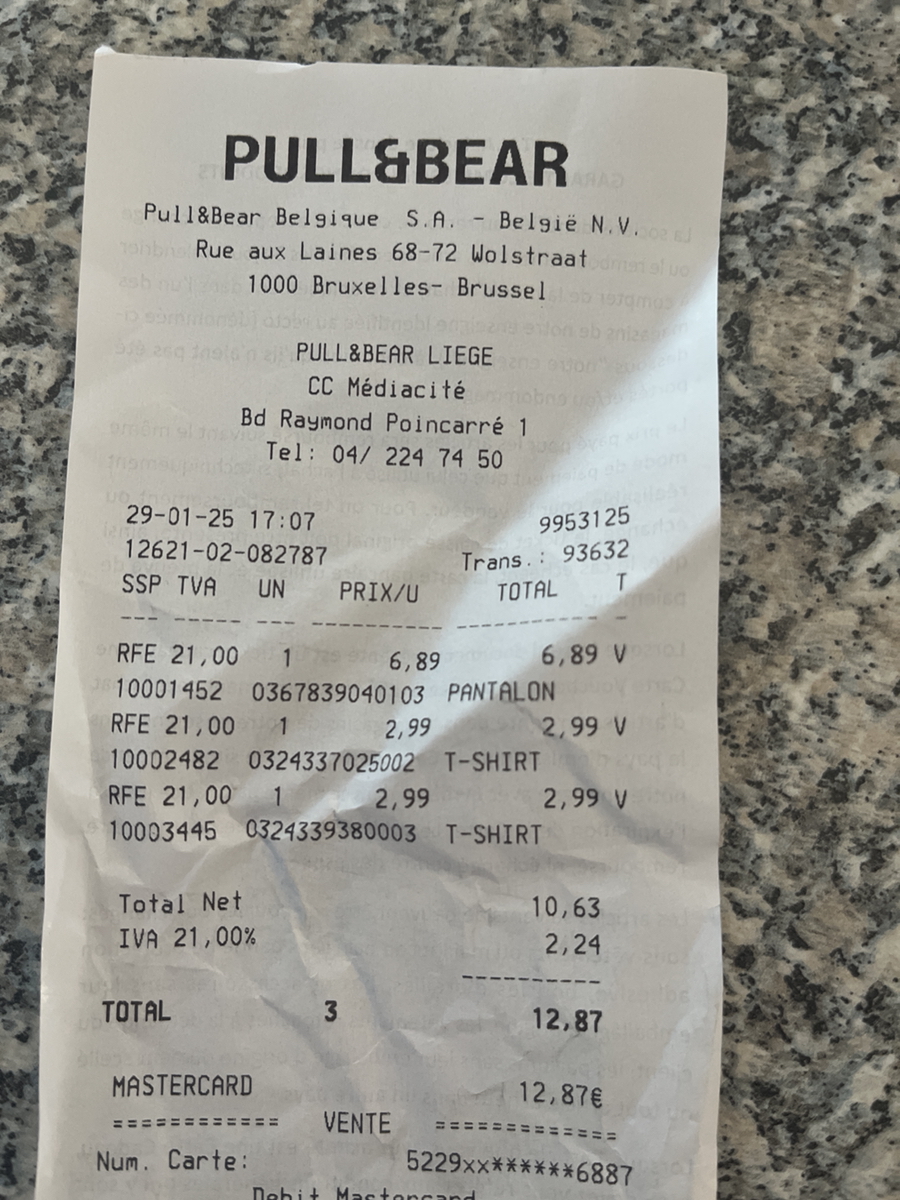 PULL&BEAR
Pull&Bear Belgique S.A. - België N.V.
Rue aux Laines 68-72 Wolstraat
1000 Bruxelles- Brussel
PULL&BEAR LIEGE
CC Médiacité
Bd Raymond Poincarré 1
Tel: 04/ 224 74 50
29-01-25 17:07 9953125
12621-02-082787 Trans.: 93632
SSP TVA UN PRIX/U TOTAL T
--- ----- --- ---------- ------------ -
RFE 21,00 1 6,89 6,89 V
10001452 0367839040103 PANTALON
RFE 21,00 1 2,99 2,99 V
10002482 0324337025002 T-SHIRT
RFE 21,00 1 2,99 2,99 V
10003445 0324339380003 T-SHIRT
Total Net 10,63
IVA 21,00% 2,24
----------
TOTAL 3 12,87
MASTERCARD 12,87€
============ VENTE =============
Num. Carte: 5229xx******6887
Debit Mastercard